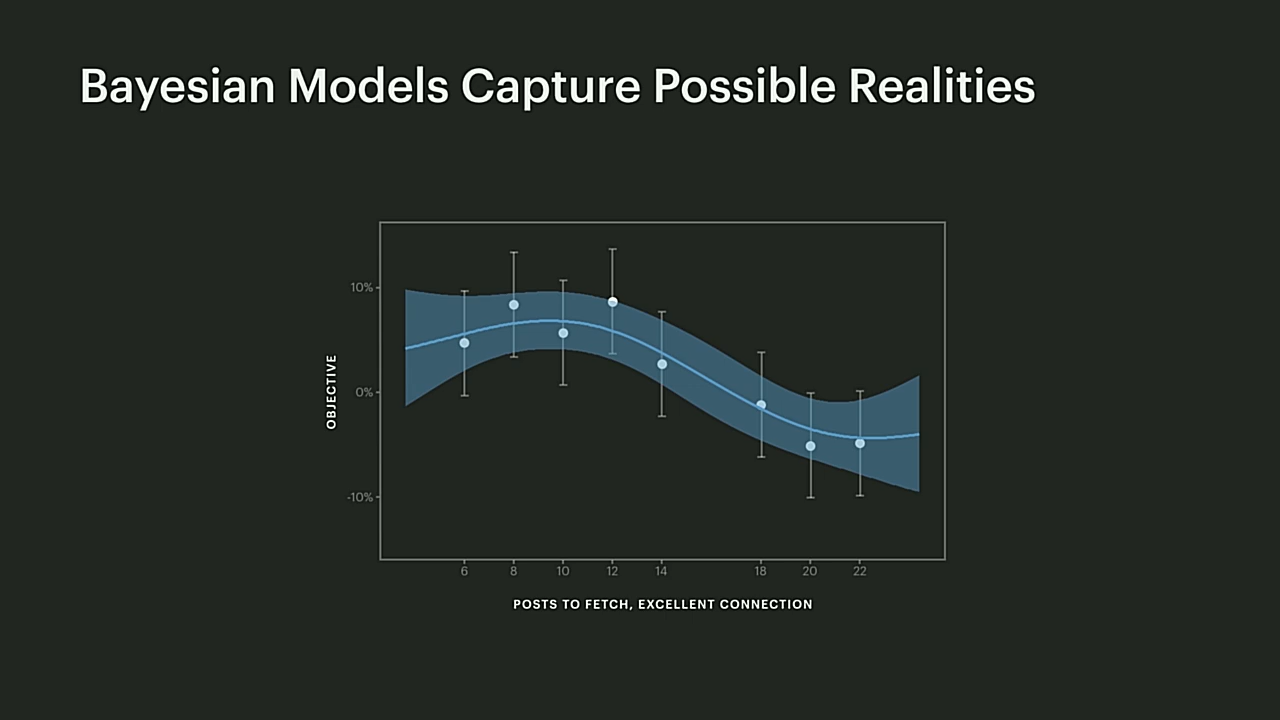 Bayesian Models Capture Possible Realities
10%
0%
-10%
OBJECTIVE
6 8 10 12 14 18 20 22
POSTS TO FETCH, EXCELLENT CONNECTION